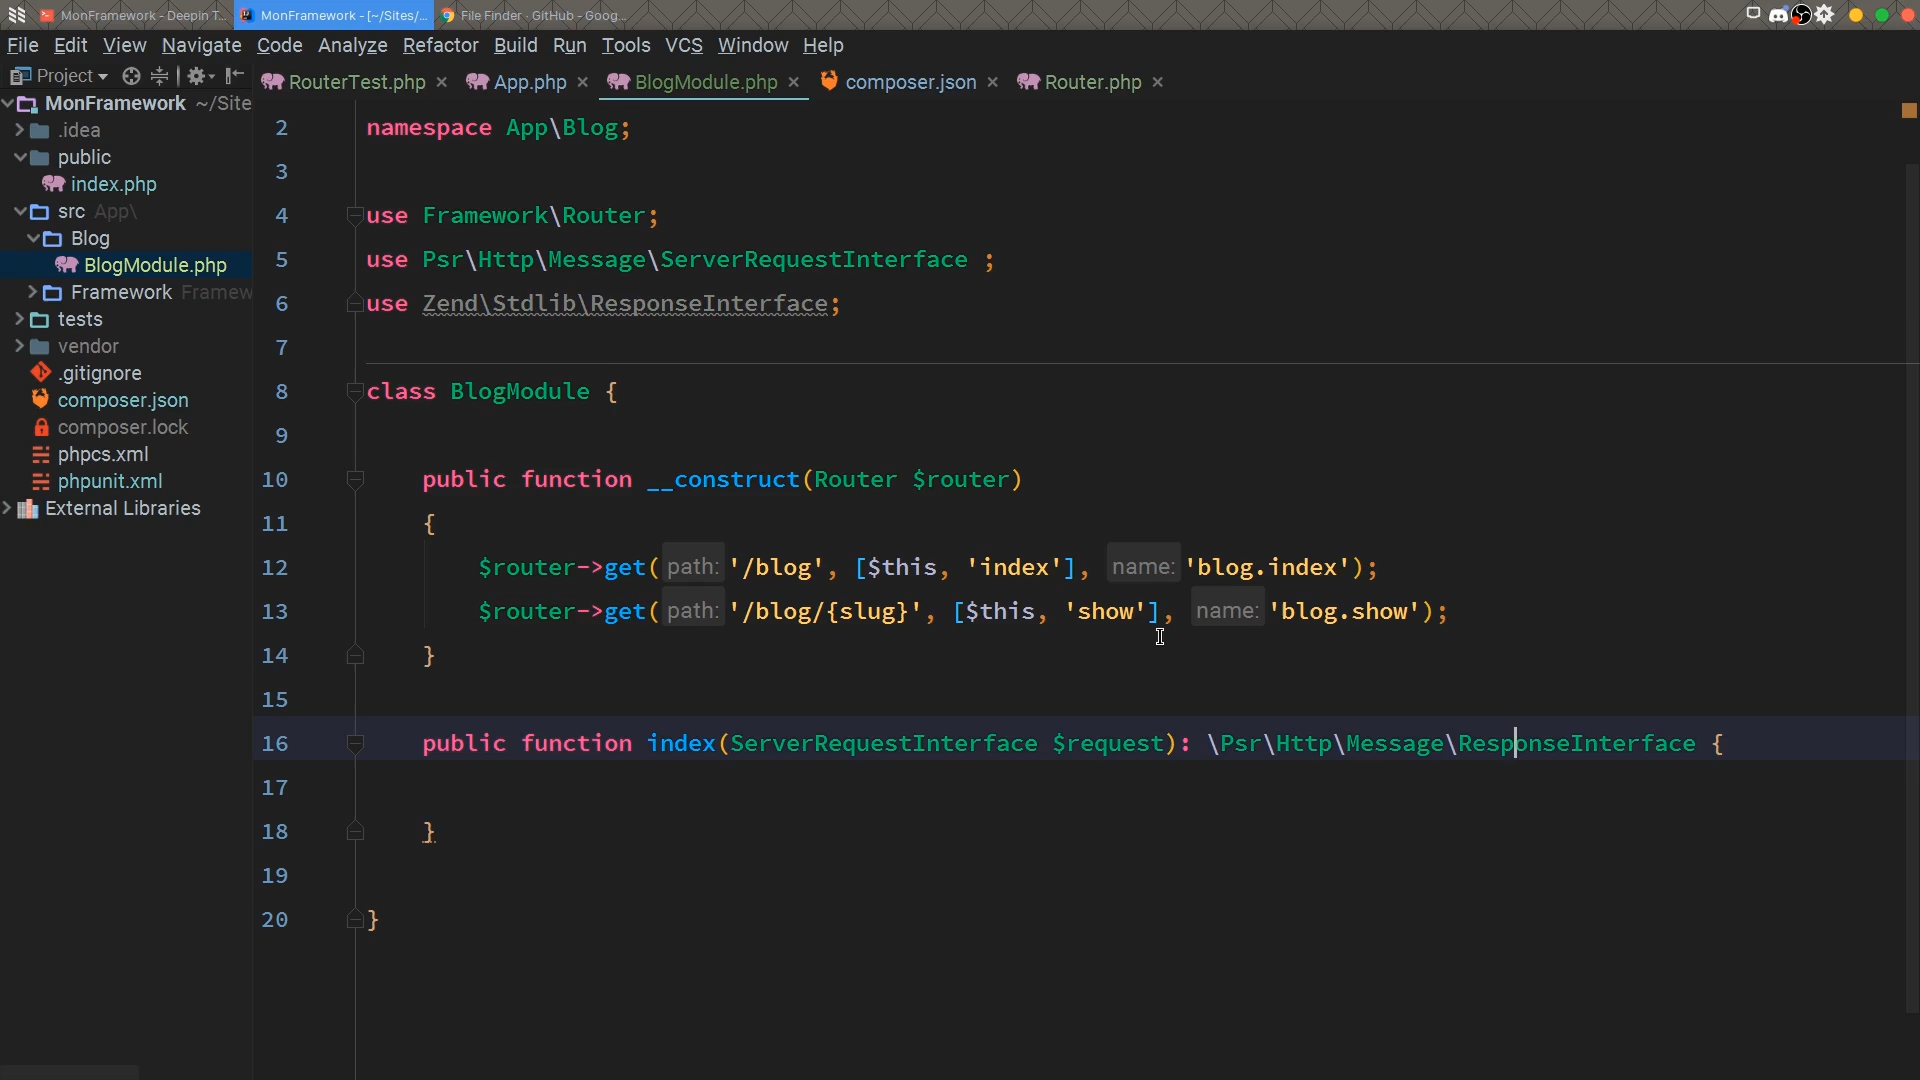 MonFramework - Deepin T...
MonFramework - [~/Sites/...
File Finder · GitHub - Goog...
File Edit View Navigate Code Analyze Refactor Build Run Tools VCS Window Help
Project
RouterTest.php
App.php
BlogModule.php
composer.json
Router.php
MonFramework ~/Site
.idea
public
index.php
src App\
Blog
BlogModule.php
Framework Framew
tests
vendor
.gitignore
composer.json
composer.lock
phpcs.xml
phpunit.xml
External Libraries
2 namespace App\Blog;
3
4 use Framework\Router;
5 use Psr\Http\Message\ServerRequestInterface ;
6 use Zend\Stdlib\ResponseInterface;
7
8 class BlogModule {
9
10 public function __construct(Router $router)
11 {
12 $router->get( path: '/blog', [$this, 'index'], name: 'blog.index');
13 $router->get( path: '/blog/{slug}', [$this, 'show'], name: 'blog.show');
14 }
15
16 public function index(ServerRequestInterface $request): \Psr\Http\Message\ResponseInterface {
17
18 }
19
20 }